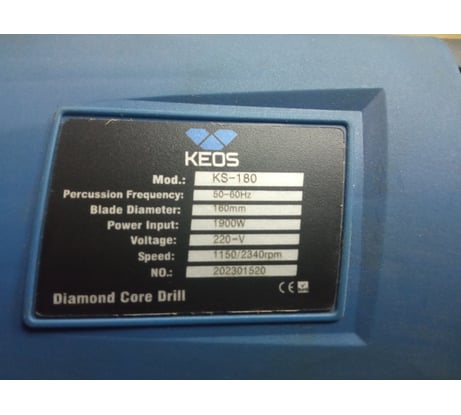 KEOS
Mod.: KS-180
Percussion Frequency: 50-60Hz
Blade Diameter: 160mm
Power Input: 1900W
Voltage: 220-V
Speed: 1150/2340rpm
NO.: 202301520
Diamond Core Drill CE